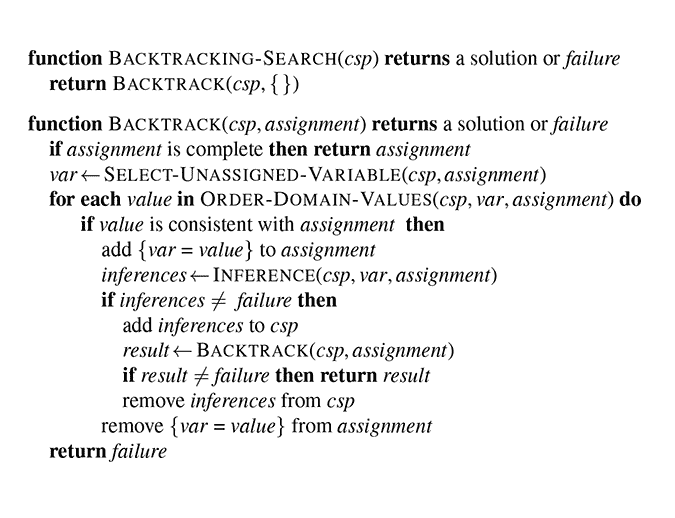 function BACKTRACKING-SEARCH(csp) returns a solution or failure
return BACKTRACK(csp, { })
function BACKTRACK(csp, assignment) returns a solution or failure
if assignment is complete then return assignment
var ← SELECT-UNASSIGNED-VARIABLE(csp, assignment)
for each value in ORDER-DOMAIN-VALUES(csp, var, assignment) do
if value is consistent with assignment then
add {var = value} to assignment
inferences ← INFERENCE(csp, var, assignment)
if inferences ≠ failure then
add inferences to csp
result ← BACKTRACK(csp, assignment)
if result ≠ failure then return result
remove inferences from csp
remove {var = value} from assignment
return failure